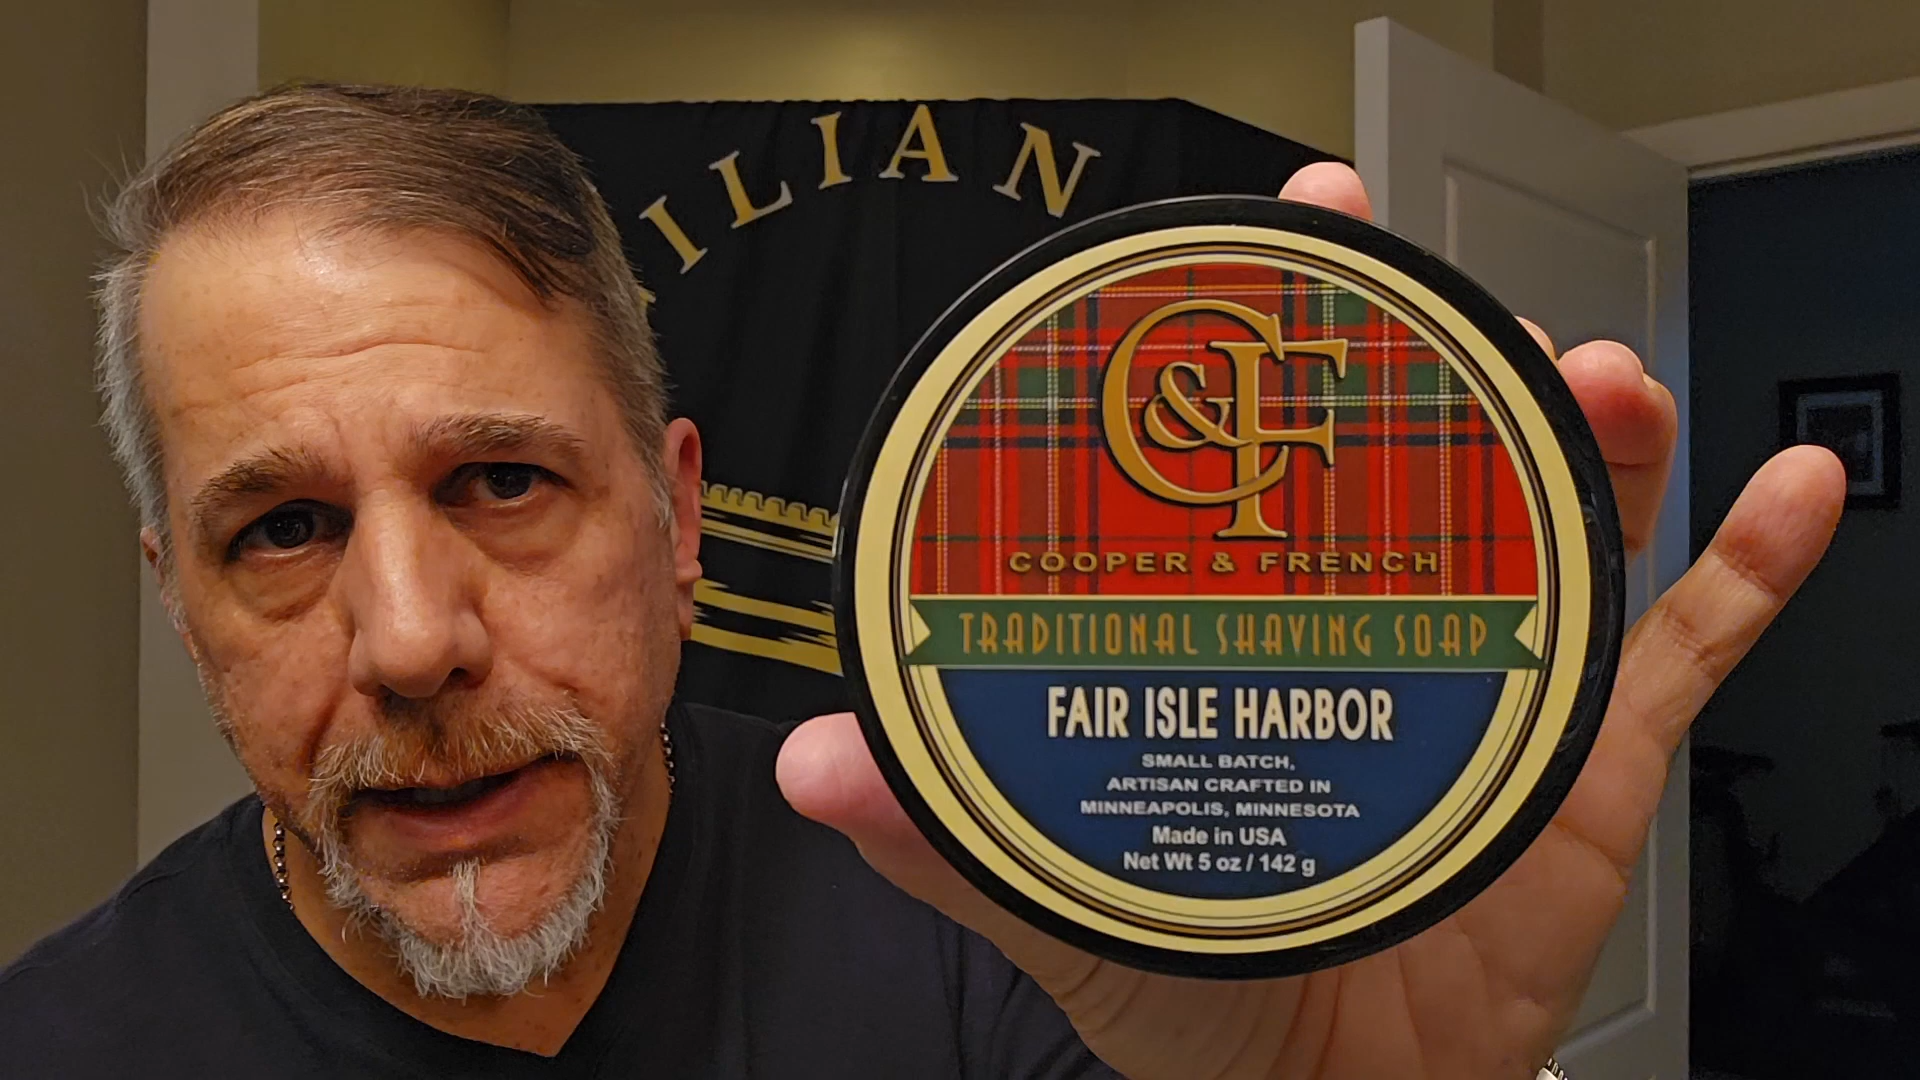 ILIAN
C&F
COOPER & FRENCH
TRADITIONAL SHAVING SOAP
FAIR ISLE HARBOR
SMALL BATCH,
ARTISAN CRAFTED IN
MINNEAPOLIS, MINNESOTA
Made in USA
Net Wt 5 oz / 142 g